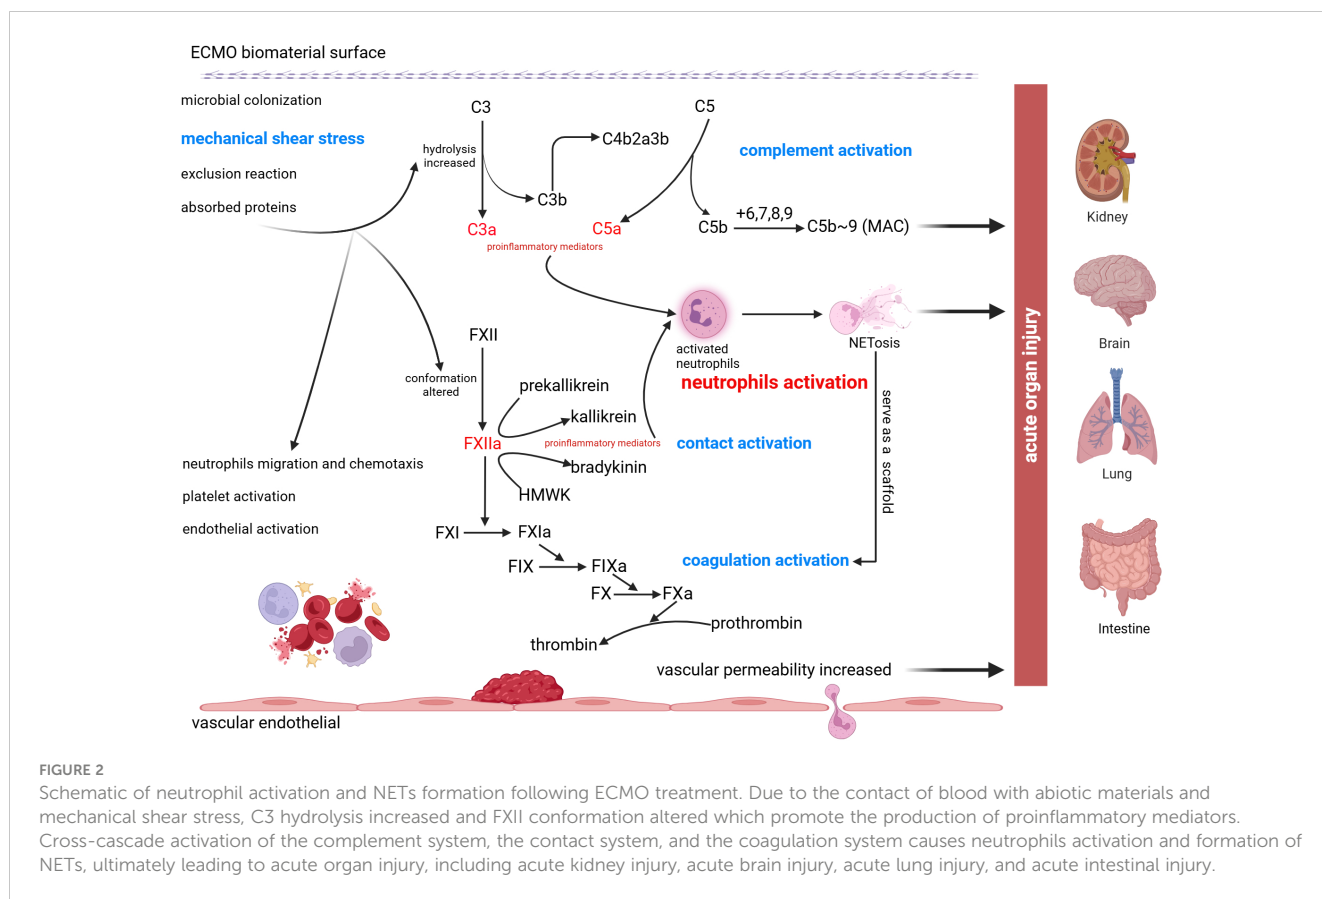 ECMO biomaterial surface
microbial colonization
mechanical shear stress
exclusion reaction
absorbed proteins
C3
hydrolysis
increased
C3a
C3b
C4b2a3b
C5
C5a
proinflammatory mediators
C5b
+6,7,8,9
C5b~9 (MAC)
complement activation
activated
neutrophils
NETosis
neutrophils activation
FXII
conformation
altered
prekallikrein
kallikrein
FXIIa
proinflammatory mediators
contact activation
bradykinin
HMWK
serve as a scaffold
neutrophils migration and chemotaxis
platelet activation
endothelial activation
FXI
FXIa
FIX
FIXa
coagulation activation
FX
FXa
prothrombin
thrombin
vascular permeability increased
vascular endothelial
acute organ injury
Kidney
Brain
Lung
Intestine
FIGURE 2
Schematic of neutrophil activation and NETs formation following ECMO treatment. Due to the contact of blood with abiotic materials and
mechanical shear stress, C3 hydrolysis increased and FXII conformation altered which promote the production of proinflammatory mediators.
Cross-cascade activation of the complement system, the contact system, and the coagulation system causes neutrophils activation and formation of
NETs, ultimately leading to acute organ injury, including acute kidney injury, acute brain injury, acute lung injury, and acute intestinal injury.